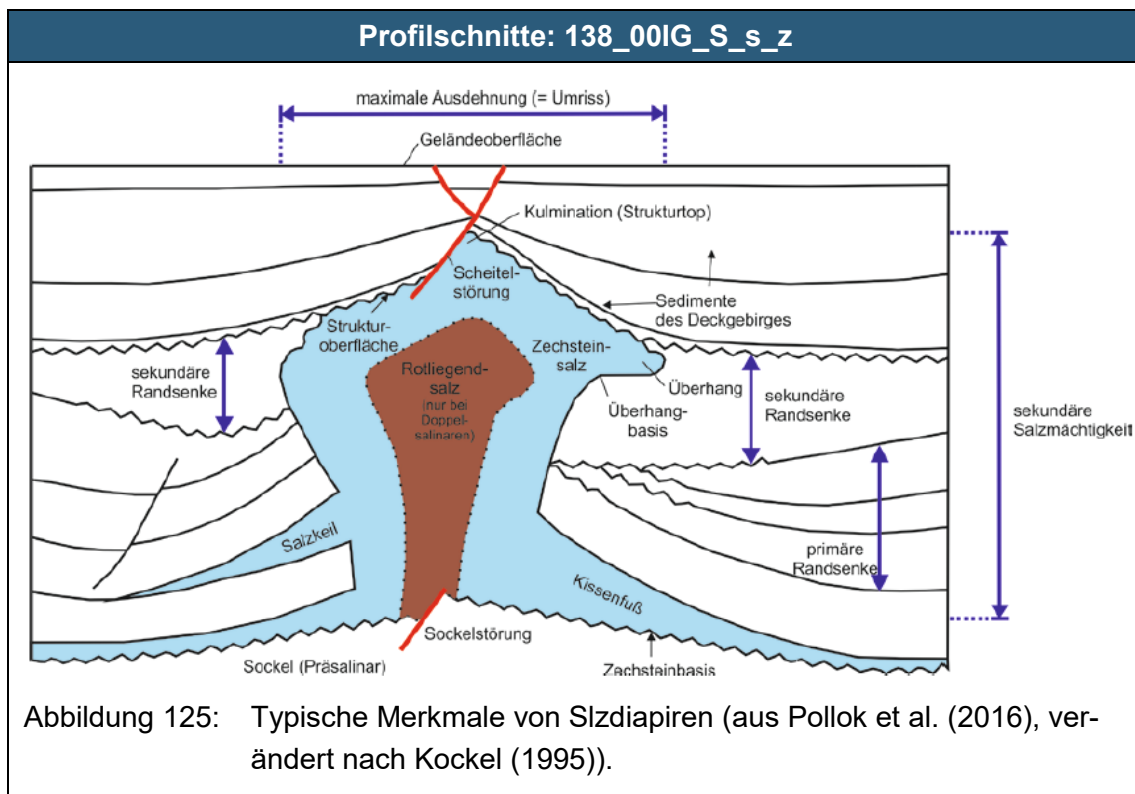 Profilschnitte: 138_00IG_S_s_z
maximale Ausdehnung (= Umriss)
Geländeoberfläche
Kulmination (Strukturtop)
Scheitel-
störung
Sedimente
des Deckgebirges
Struktur-
oberfläche
Zechstein-
salz
sekundäre
Randsenke
Rotliegend-
salz
(nur bei
Doppel-
salinaren)
Überhang
Überhang-
basis
sekundäre
Randsenke
sekundäre
Salzmächtigkeit
Salzkeil
primäre
Randsenke
Kissenfuß
Sockelstörung
Sockel (Präsalinar)
Zechsteinbasis
Abbildung 125: Typische Merkmale von Slzdiapiren (aus Pollok et al. (2016), ver-
ändert nach Kockel (1995)).